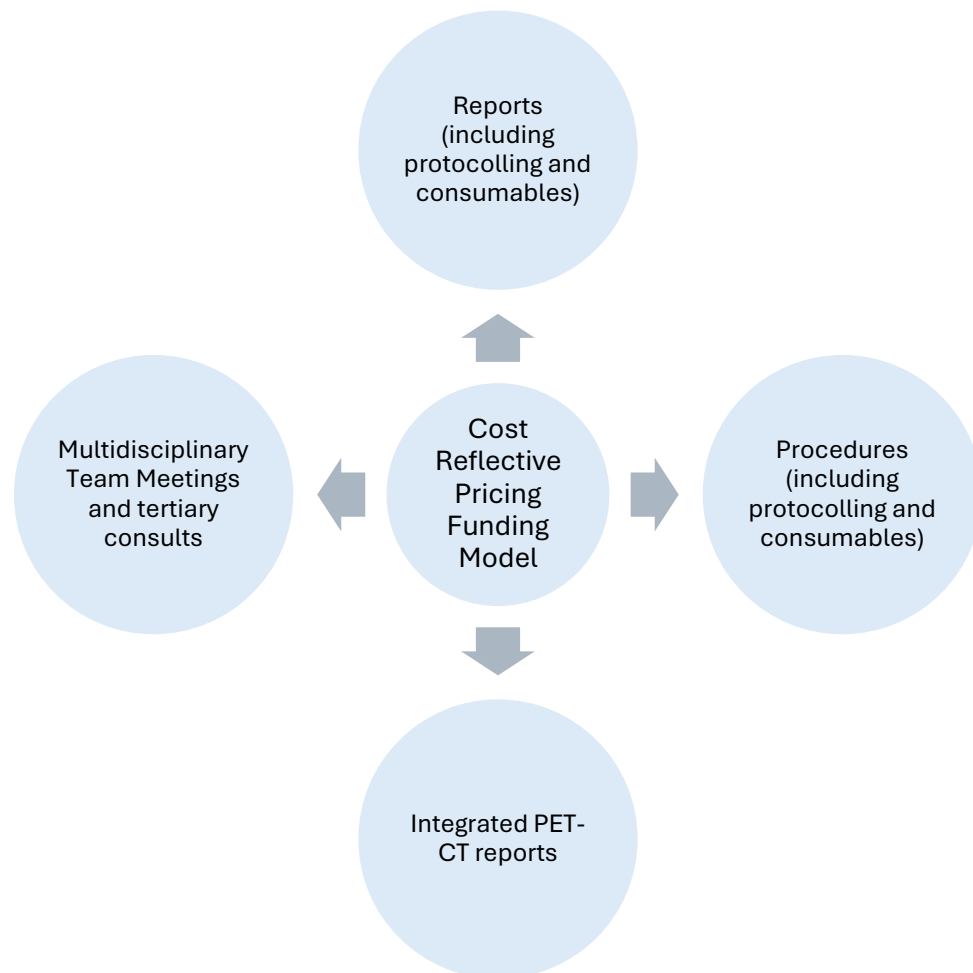 Reports
(including
protocolling and
consumables)
Multidisciplinary
Team Meetings
and tertiary
consults
Cost
Reflective
Pricing
Funding
Model
Procedures
(including
protocolling and
consumables)
Integrated PET-
CT reports